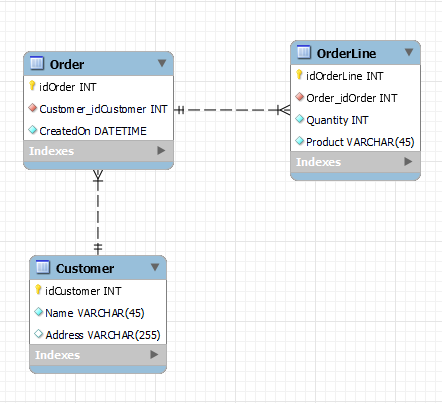 Order
idOrder INT
Customer_idCustomer INT
CreatedOn DATETIME
Indexes
OrderLine
idOrderLine INT
Order_idOrder INT
Quantity INT
Product VARCHAR(45)
Indexes
Customer
idCustomer INT
Name VARCHAR(45)
Address VARCHAR(255)
Indexes